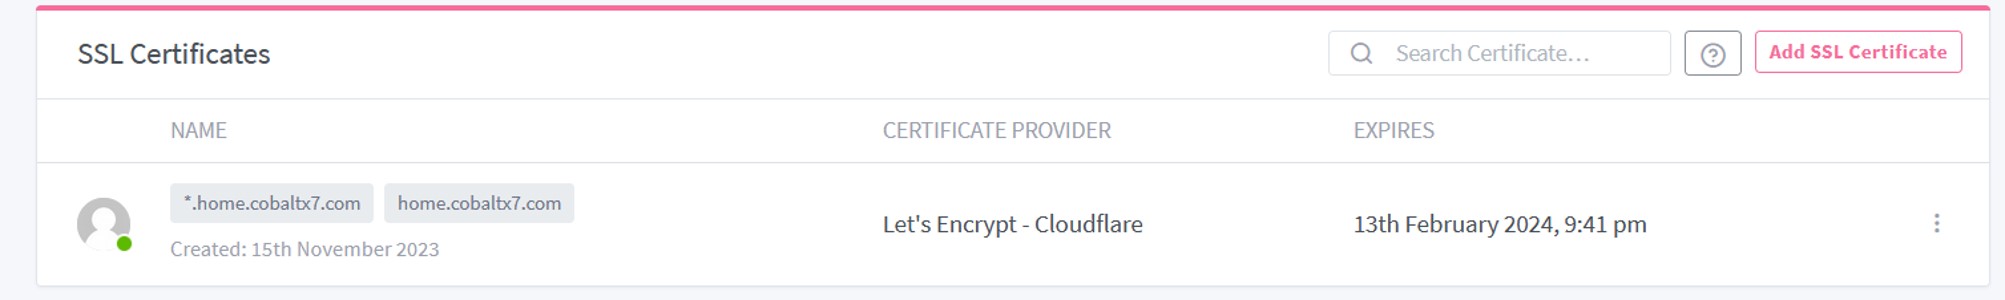 SSL Certificates
Search Certificate...
Add SSL Certificate
NAME CERTIFICATE PROVIDER EXPIRES
*.home.cobaltx7.com home.cobaltx7.com
Let's Encrypt - Cloudflare 13th February 2024, 9:41 pm
Created: 15th November 2023